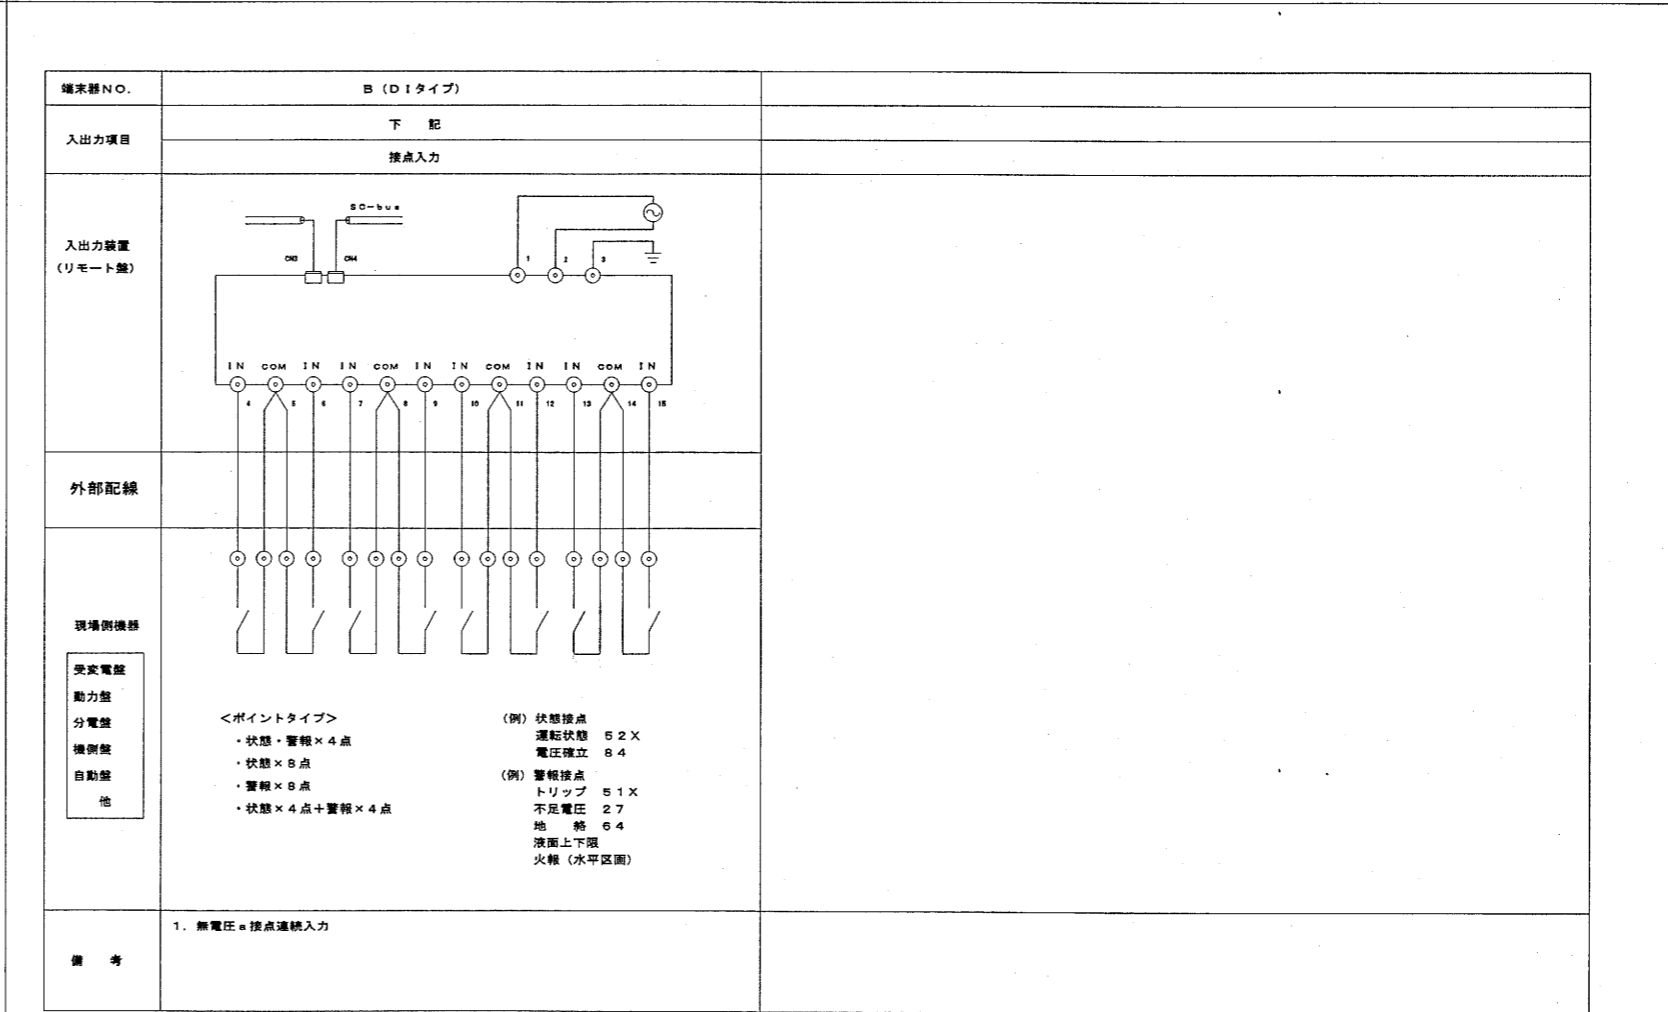 端末器NO.
B（DIタイプ）
入出力項目
下　記
接点入力
入出力装置
（リモート盤）
SC-bus
CN3 CN4 1 2 3
IN COM IN IN COM IN IN COM IN IN COM IN
4 5 6 7 8 9 10 11 12 13 14 15
外部配線
現場側機器
受変電盤
動力盤
分電盤
機側盤
自動盤
他
＜ポイントタイプ＞
・状態・警報×4点
・状態×8点
・警報×8点
・状態×4点＋警報×4点
（例）状態接点
運転状態　52X
電圧確立　84
（例）警報接点
トリップ　51X
不足電圧　27
地　絡　64
液面上下限
火報（水平区画）
備　考
1. 無電圧a接点連続入力